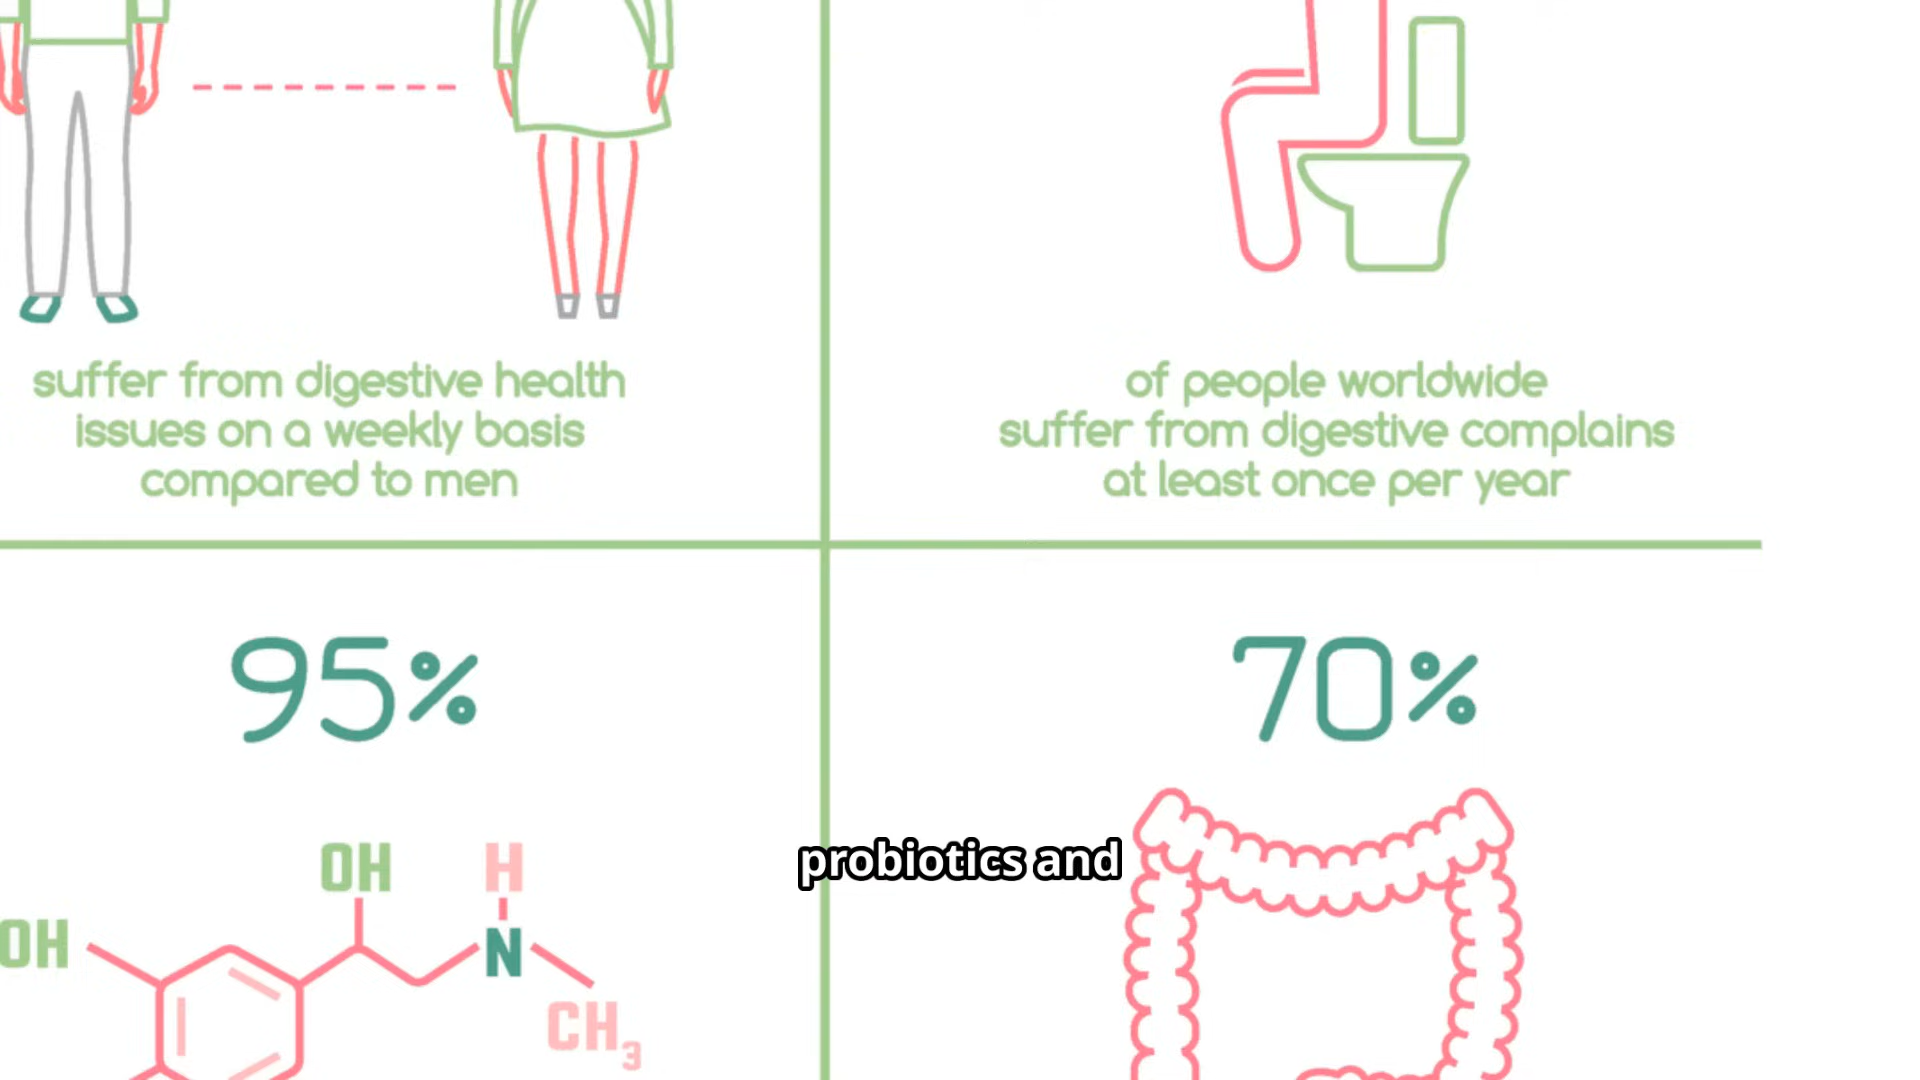 suffer from digestive health
issues on a weekly basis
compared to men
of people worldwide
suffer from digestive complains
at least once per year
95%
70%
probiotics and
OH
H
OH
N
CH₃